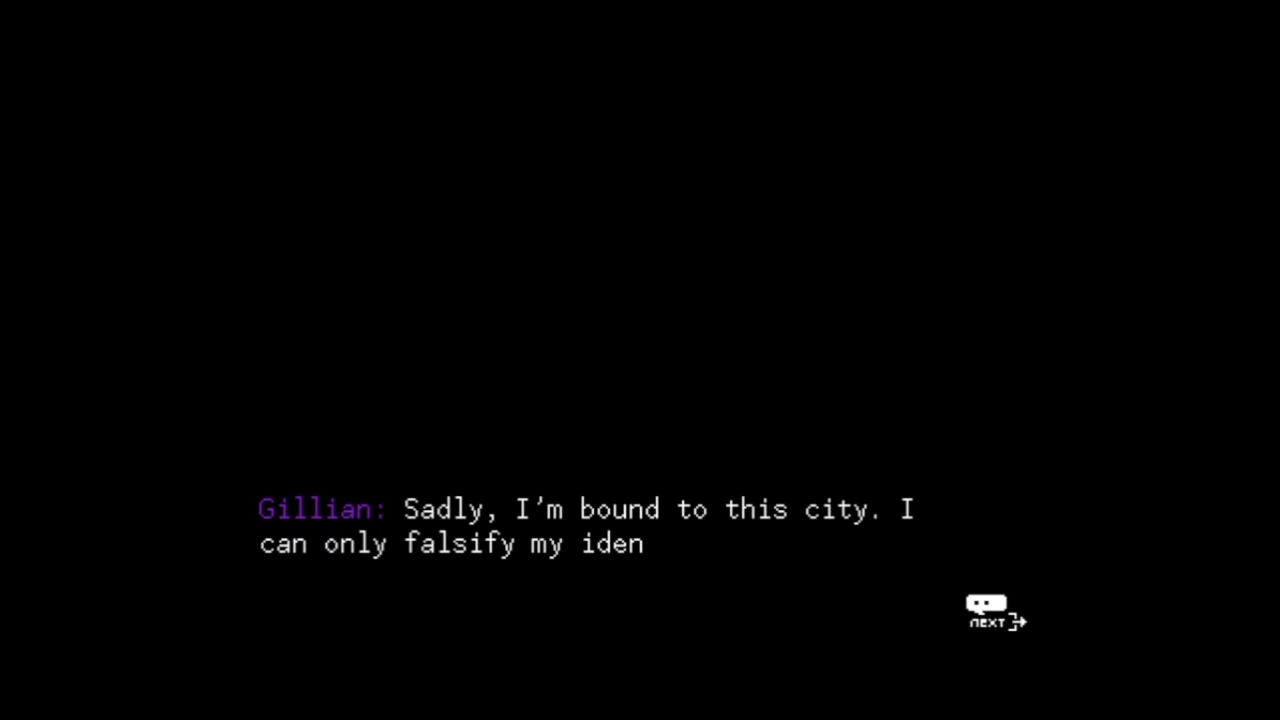 Gillian: Sadly, I'm bound to this city. I
can only falsify my iden
NEXT